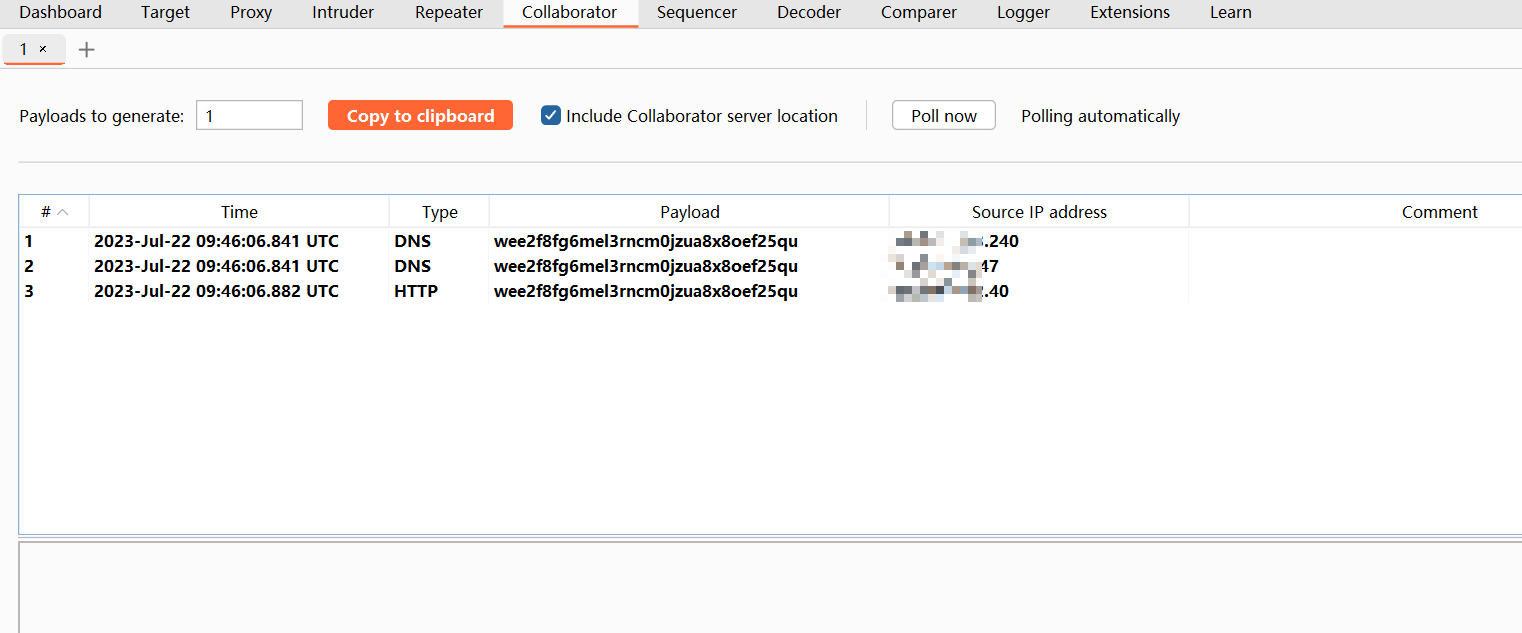 Dashboard Target Proxy Intruder Repeater Collaborator Sequencer Decoder Comparer Logger Extensions Learn
1 × +
Payloads to generate: 1 Copy to clipboard Include Collaborator server location Poll now Polling automatically
# Time Type Payload Source IP address Comment
1 2023-Jul-22 09:46:06.841 UTC DNS wee2f8fg6mel3rncm0jzua8x8oef25qu .240
2 2023-Jul-22 09:46:06.841 UTC DNS wee2f8fg6mel3rncm0jzua8x8oef25qu 47
3 2023-Jul-22 09:46:06.882 UTC HTTP wee2f8fg6mel3rncm0jzua8x8oef25qu .40